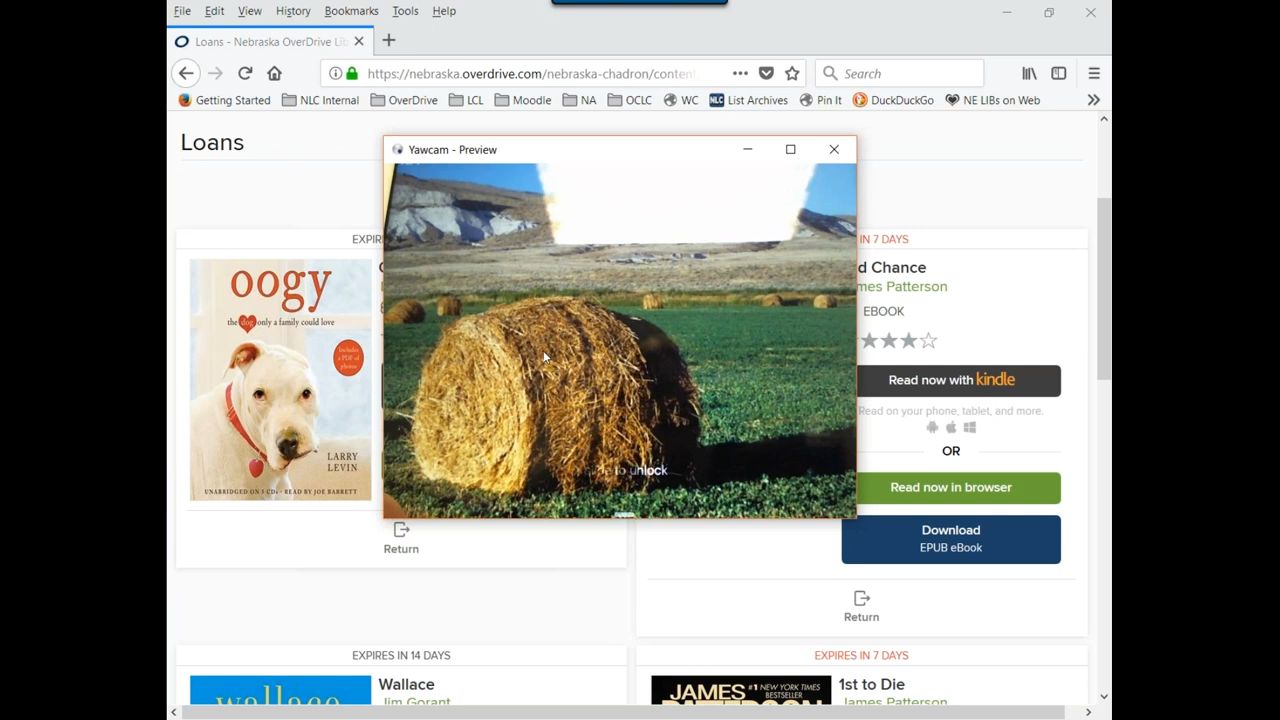 File Edit View History Bookmarks Tools Help
Loans - Nebraska OverDrive Lib
https://nebraska.overdrive.com/nebraska-chadron/content
Search
Getting Started NLC Internal OverDrive LCL Moodle NA OCLC WC NLC List Archives Pin It DuckDuckGo NE LIBs on Web
Loans
Yawcam - Preview
IN 7 DAYS
oogy
the dog only a family could love
Includes a PDF of photos
LARRY
LEVIN
UNABRIDGED ON 5 CDs • READ BY JOE BARRETT
Return
unlock
d Chance
mes Patterson
EBOOK
Read now with kindle
Read on your phone, tablet, and more.
OR
Read now in browser
Download
EPUB eBook
Return
EXPIRES IN 14 DAYS
wallace
Wallace
Jim Gorant
EXPIRES IN 7 DAYS
JAMES
#1 NEW YORK TIMES
BESTSELLER
1st to Die
James Patterson